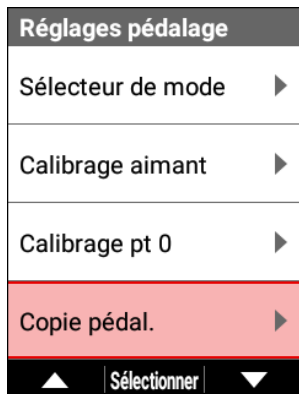 Réglages pédalage
Sélecteur de mode
Calibrage aimant
Calibrage pt 0
Copie pédal.
Sélectionner